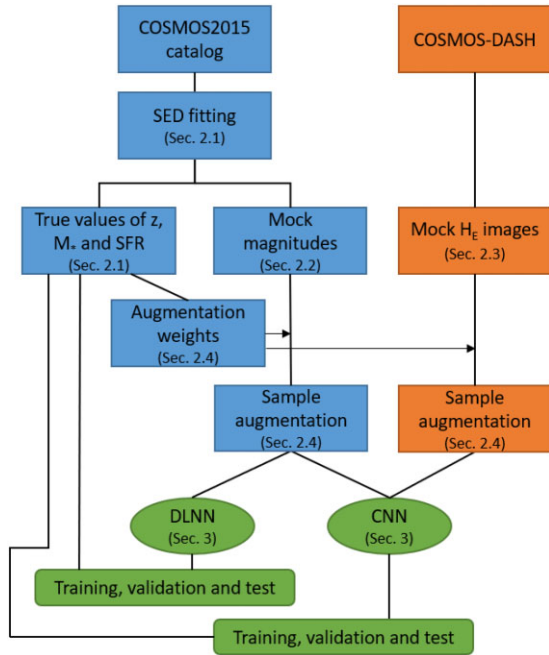 COSMOS2015
catalog
COSMOS-DASH
SED fitting
(Sec. 2.1)
True values of z,
M* and SFR
(Sec. 2.1)
Mock
magnitudes
(Sec. 2.2)
Mock HE images
(Sec. 2.3)
Augmentation
weights
(Sec. 2.4)
Sample
augmentation
(Sec. 2.4)
Sample
augmentation
(Sec. 2.4)
DLNN
(Sec. 3)
CNN
(Sec. 3)
Training, validation and test
Training, validation and test